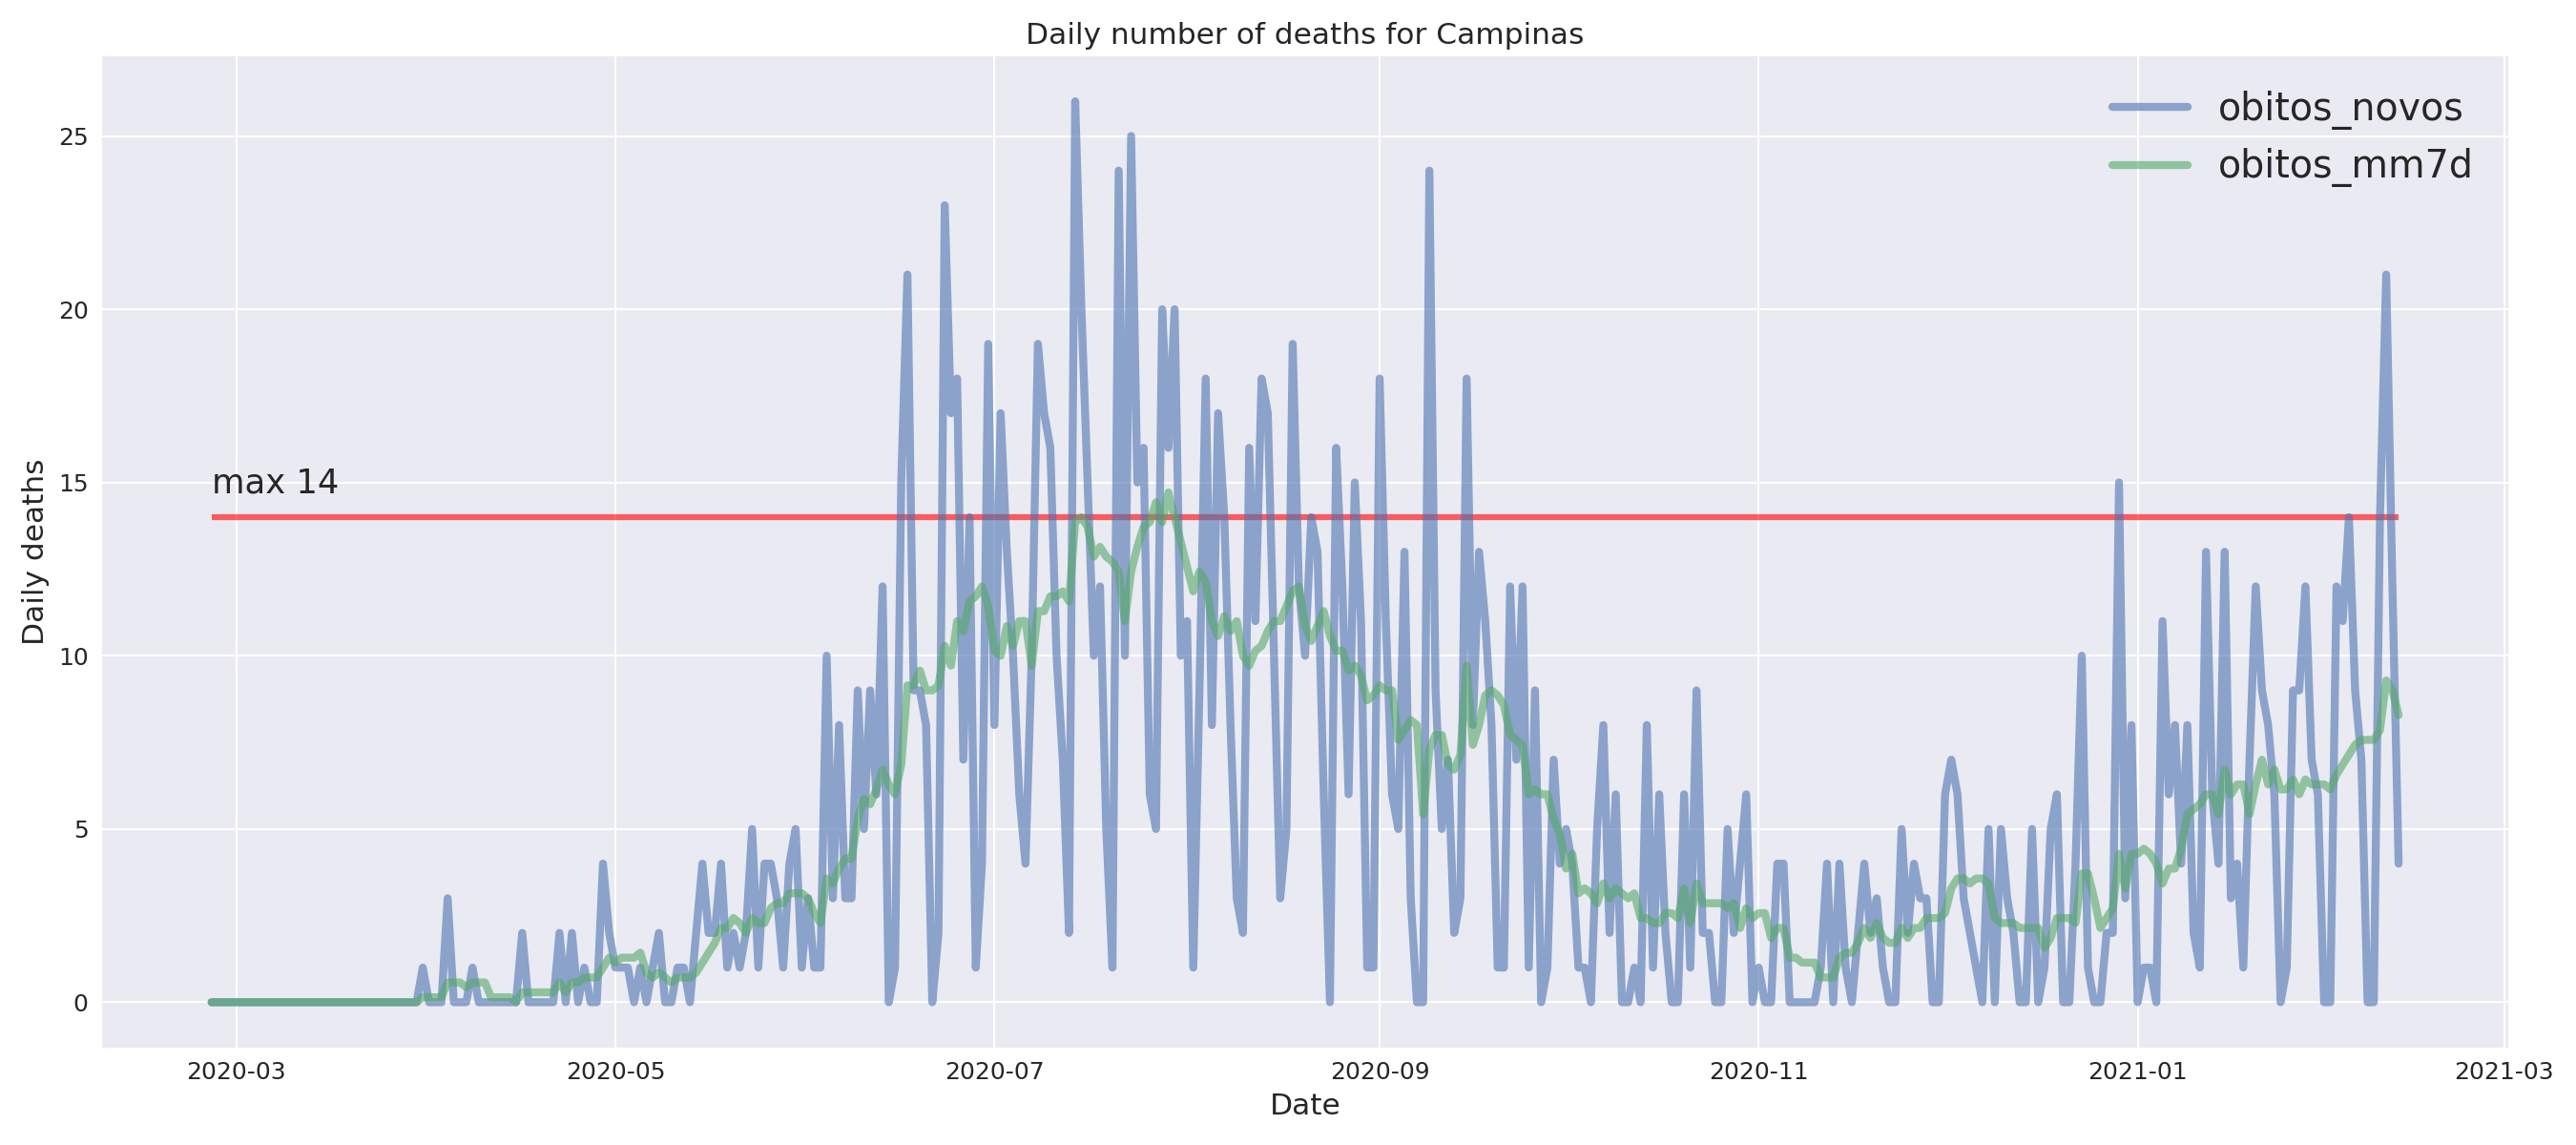 Daily number of deaths for Campinas
obitos_novos
obitos_mm7d
max 14
Daily deaths
25
20
15
10
5
0
2020-03
2020-05
2020-07
2020-09
2020-11
2021-01
2021-03
Date